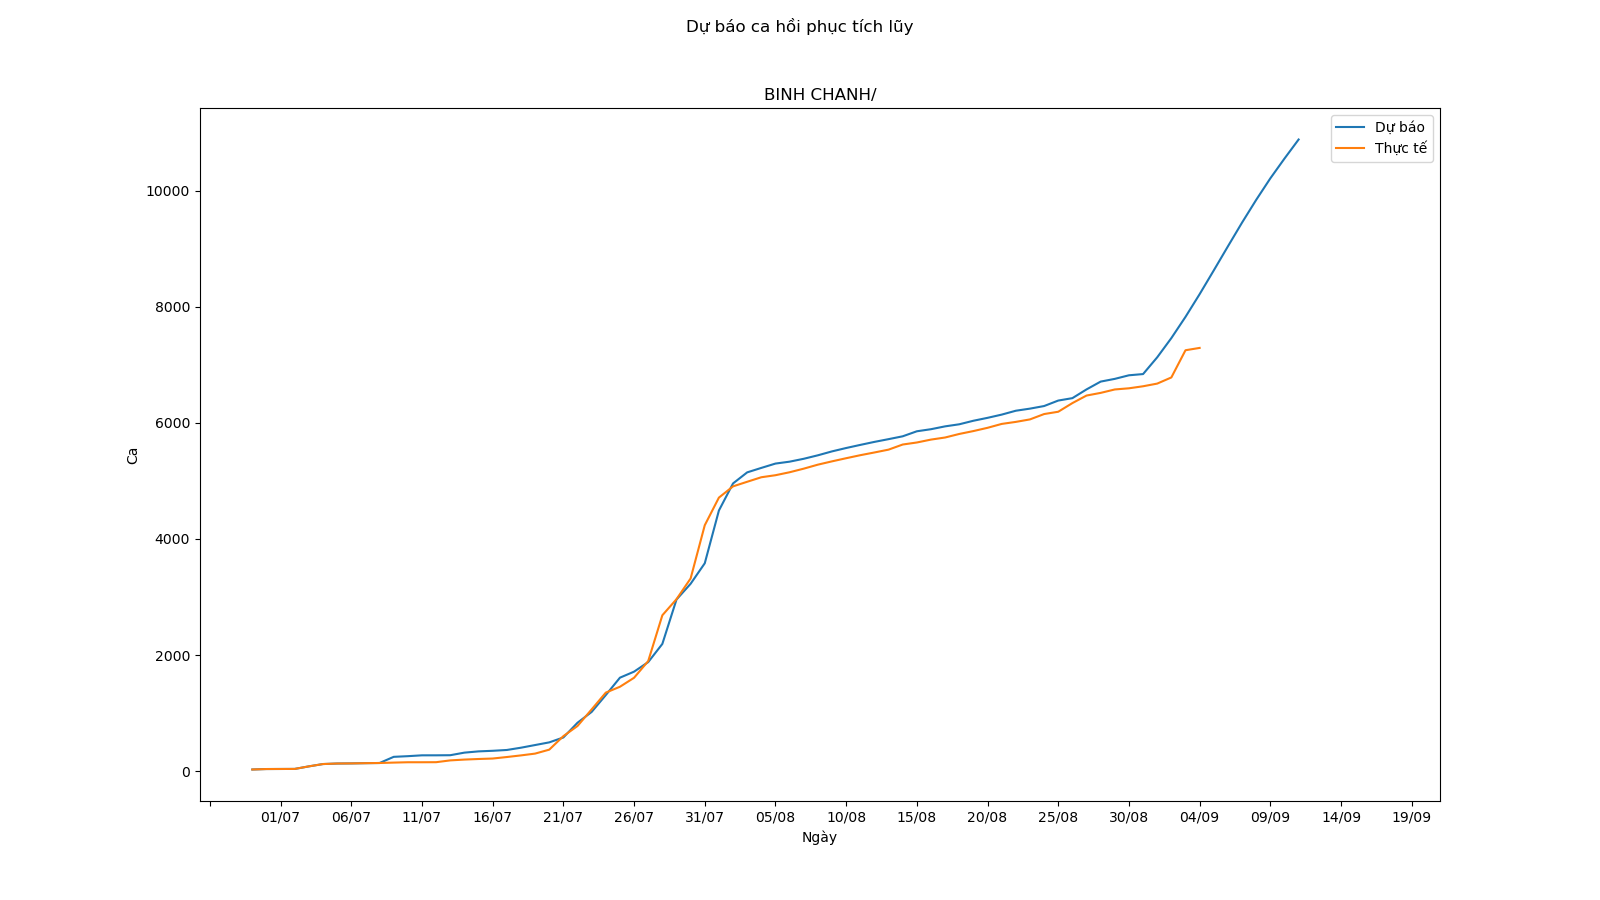 Dự báo ca hồi phục tích lũy
BINH CHANH/
Dự báo
Thực tế
10000
8000
6000
4000
2000
0
Ca
01/07 06/07 11/07 16/07 21/07 26/07 31/07 05/08 10/08 15/08 20/08 25/08 30/08 04/09 09/09 14/09 19/09
Ngày